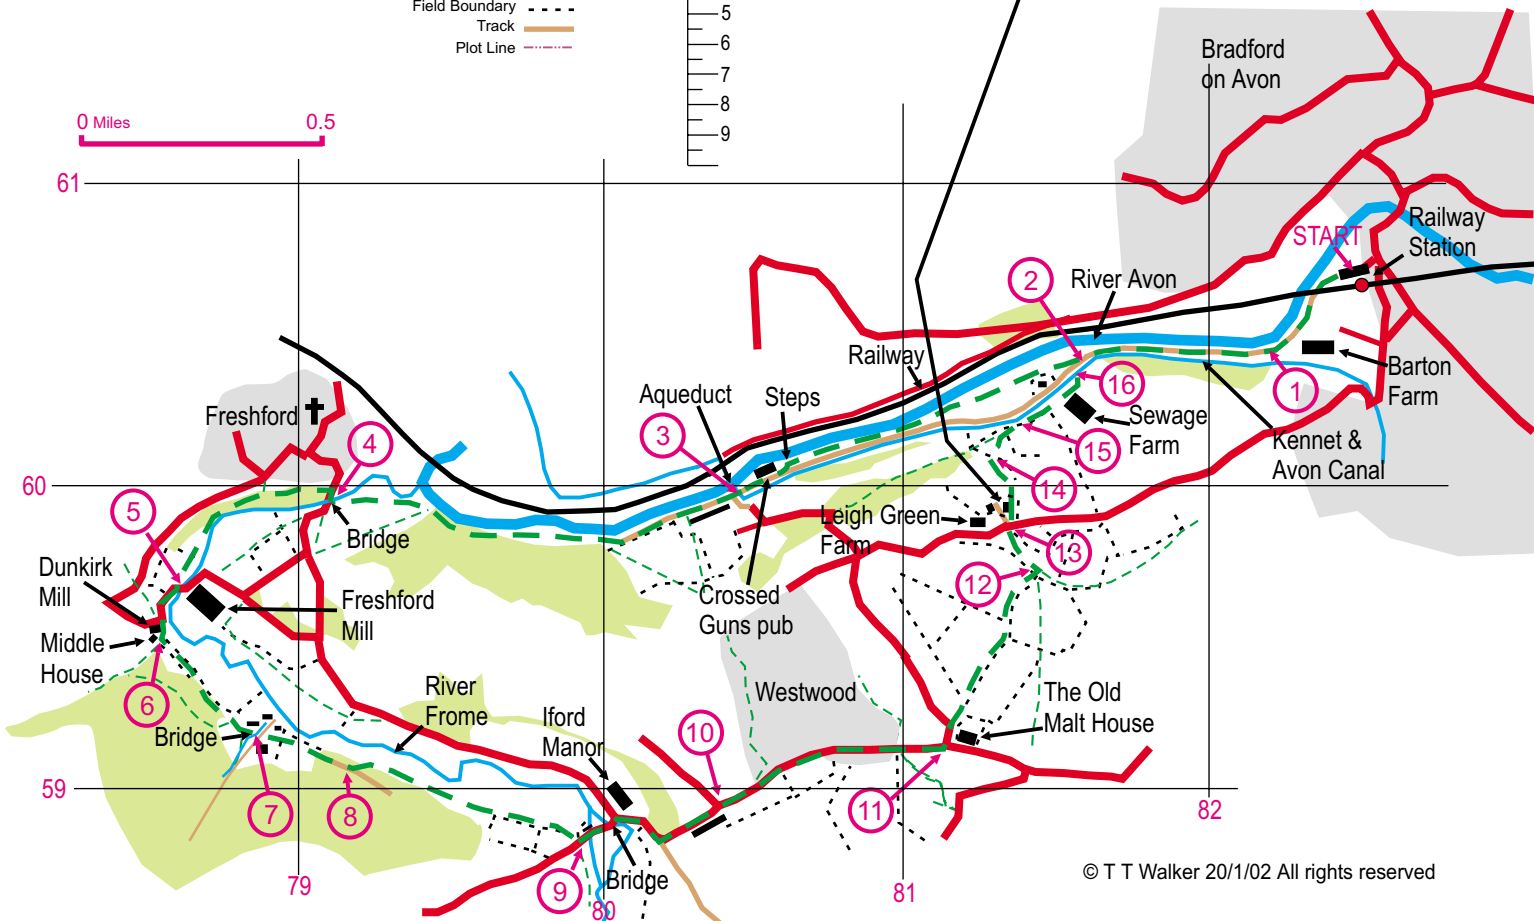 Field Boundary
Track
Plot Line
5
6
7
8
9
0 Miles
0.5
61
Bradford
on Avon
START
Railway
Station
2
River Avon
Railway
Barton
Farm
1
16
Sewage
Farm
Kennet &
Avon Canal
15
Aqueduct
Steps
3
Freshford
4
60
14
5
Bridge
Leigh Green
Farm
13
12
Dunkirk
Mill
Freshford
Mill
Crossed
Guns pub
Middle
House
6
Bridge
River
Frome
Iford
Manor
10
Westwood
The Old
Malt House
59
7
8
11
82
9
Bridge
79
80
81
© T T Walker 20/1/02 All rights reserved